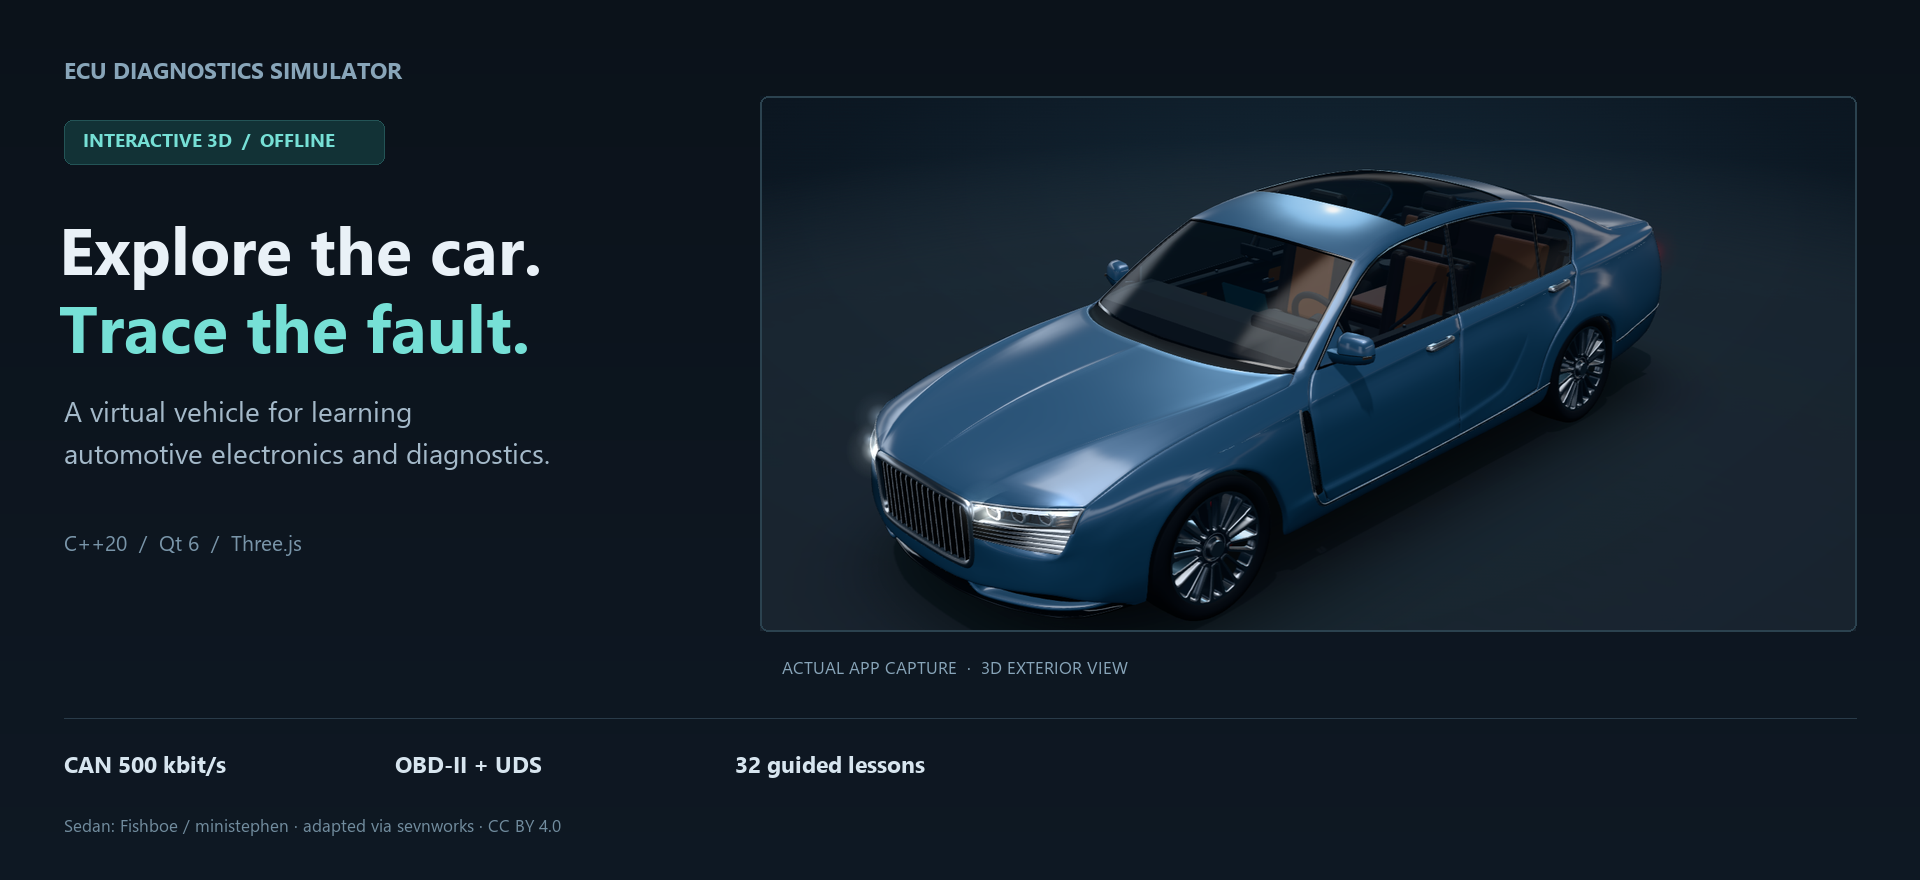 ECU DIAGNOSTICS SIMULATOR
INTERACTIVE 3D / OFFLINE
Explore the car.
Trace the fault.
A virtual vehicle for learning
automotive electronics and diagnostics.
C++20 / Qt 6 / Three.js
ACTUAL APP CAPTURE · 3D EXTERIOR VIEW
CAN 500 kbit/s
OBD-II + UDS
32 guided lessons
Sedan: Fishboe / ministephen · adapted via sevnworks · CC BY 4.0